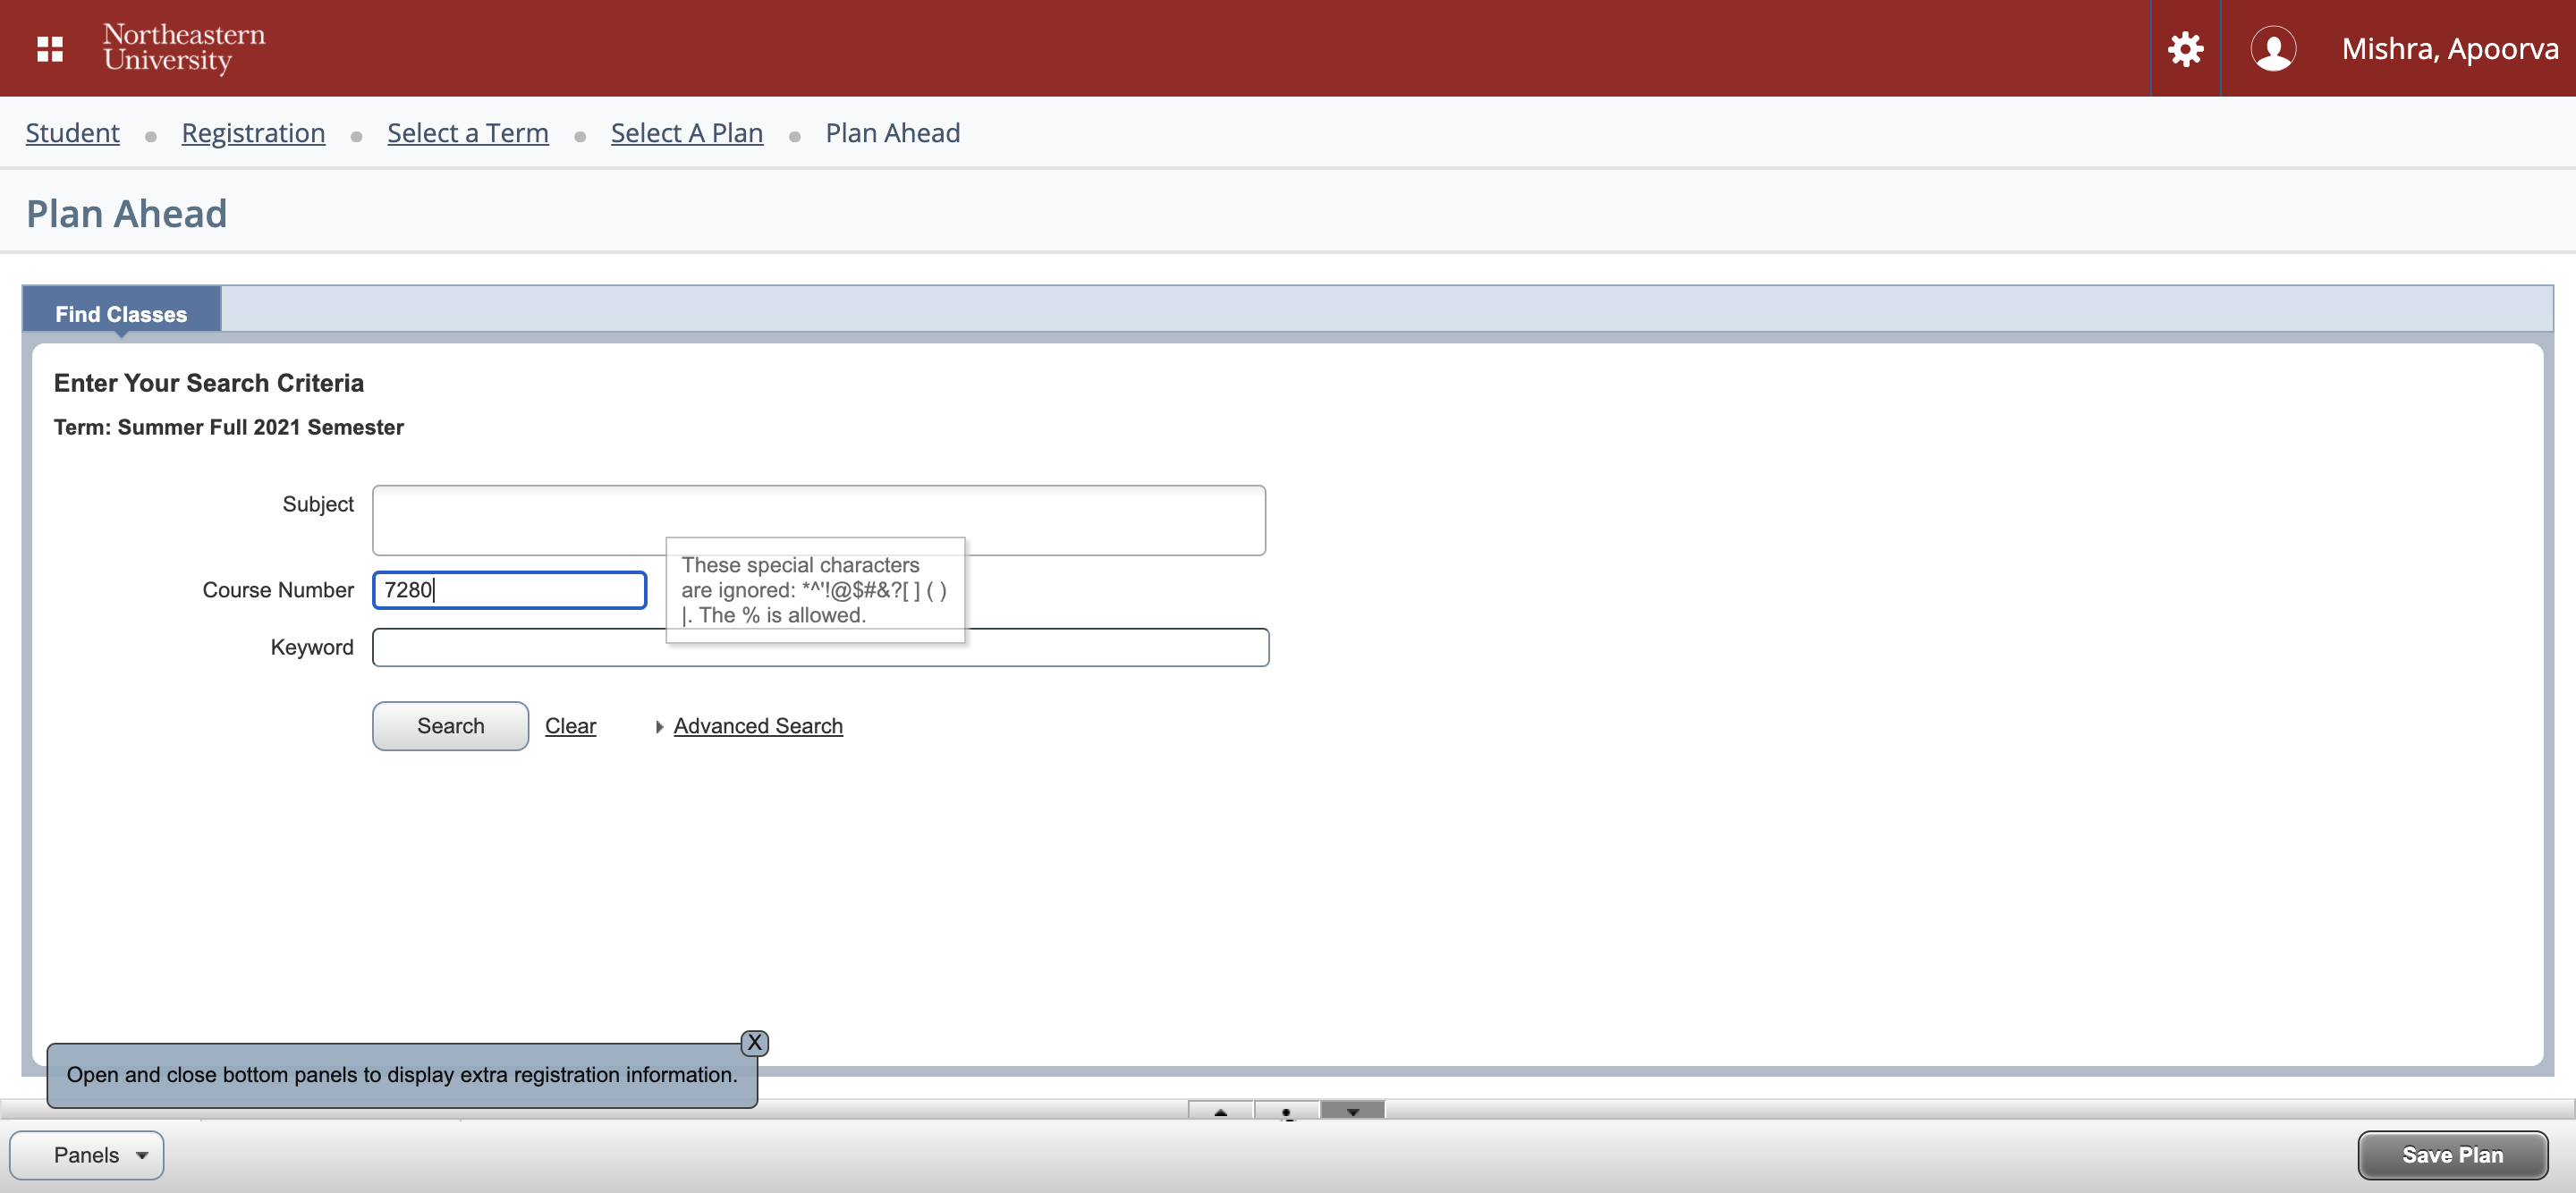 Northeastern
University
Mishra, Apoorva
Student
Registration
Select a Term
Select A Plan
Plan Ahead
Plan Ahead
Find Classes
Enter Your Search Criteria
Term: Summer Full 2021 Semester
Subject
Course Number
7280
These special characters
are ignored: *^'!@$#&?[ ] ( )
|. The % is allowed.
Keyword
Search
Clear
Advanced Search
X
Open and close bottom panels to display extra registration information.
Panels
Save Plan